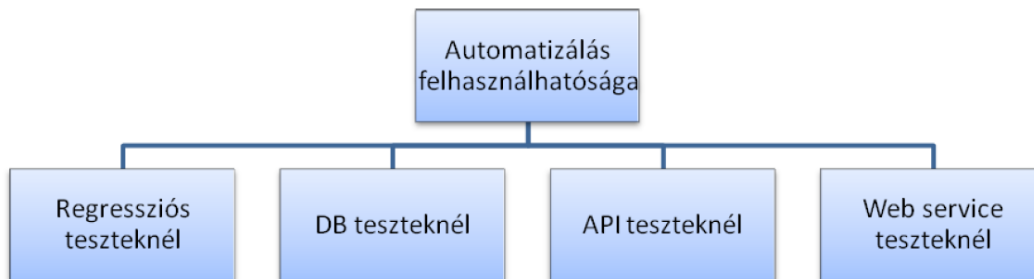 Automatizálás
felhasználhatósága
Regressziós
teszteknél
DB teszteknél
API teszteknél
Web service
teszteknél